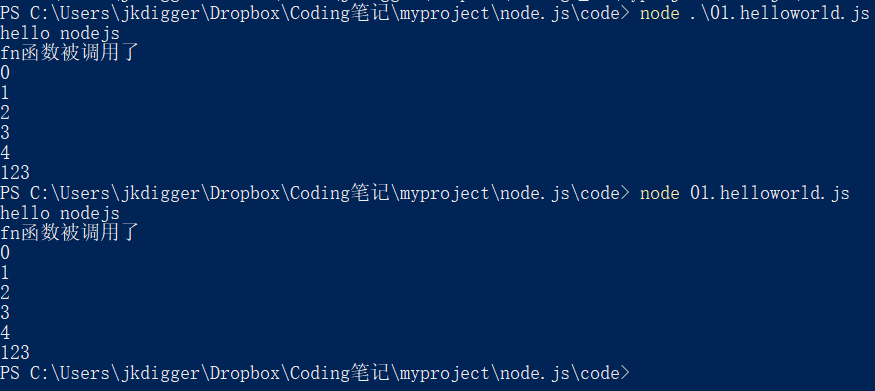 PS C:\Users\jkdigger\Dropbox\Coding笔记\myproject\node.js\code> node .\01.helloworld.js
hello nodejs
fn函数被调用了
0
1
2
3
4
123
PS C:\Users\jkdigger\Dropbox\Coding笔记\myproject\node.js\code> node 01.helloworld.js
hello nodejs
fn函数被调用了
0
1
2
3
4
123
PS C:\Users\jkdigger\Dropbox\Coding笔记\myproject\node.js\code>